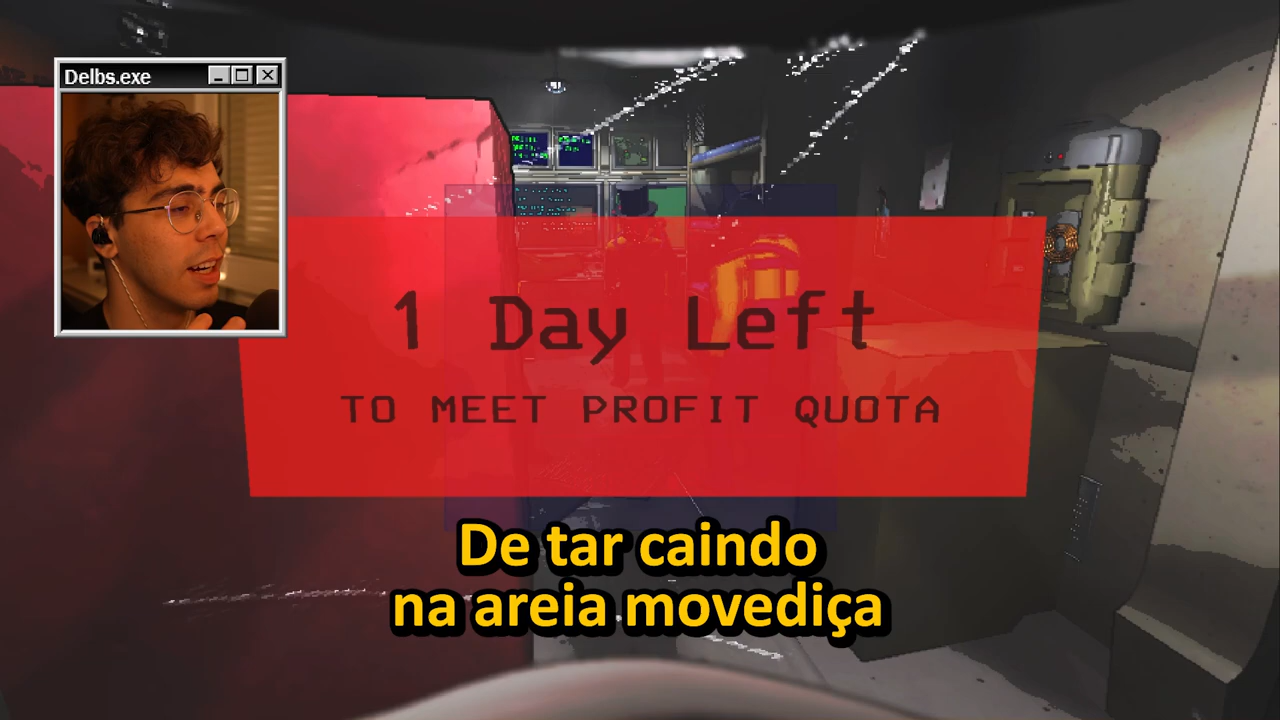 Delbs.exe
1 Day Left
TO MEET PROFIT QUOTA
De tar caindo
na areia movediça